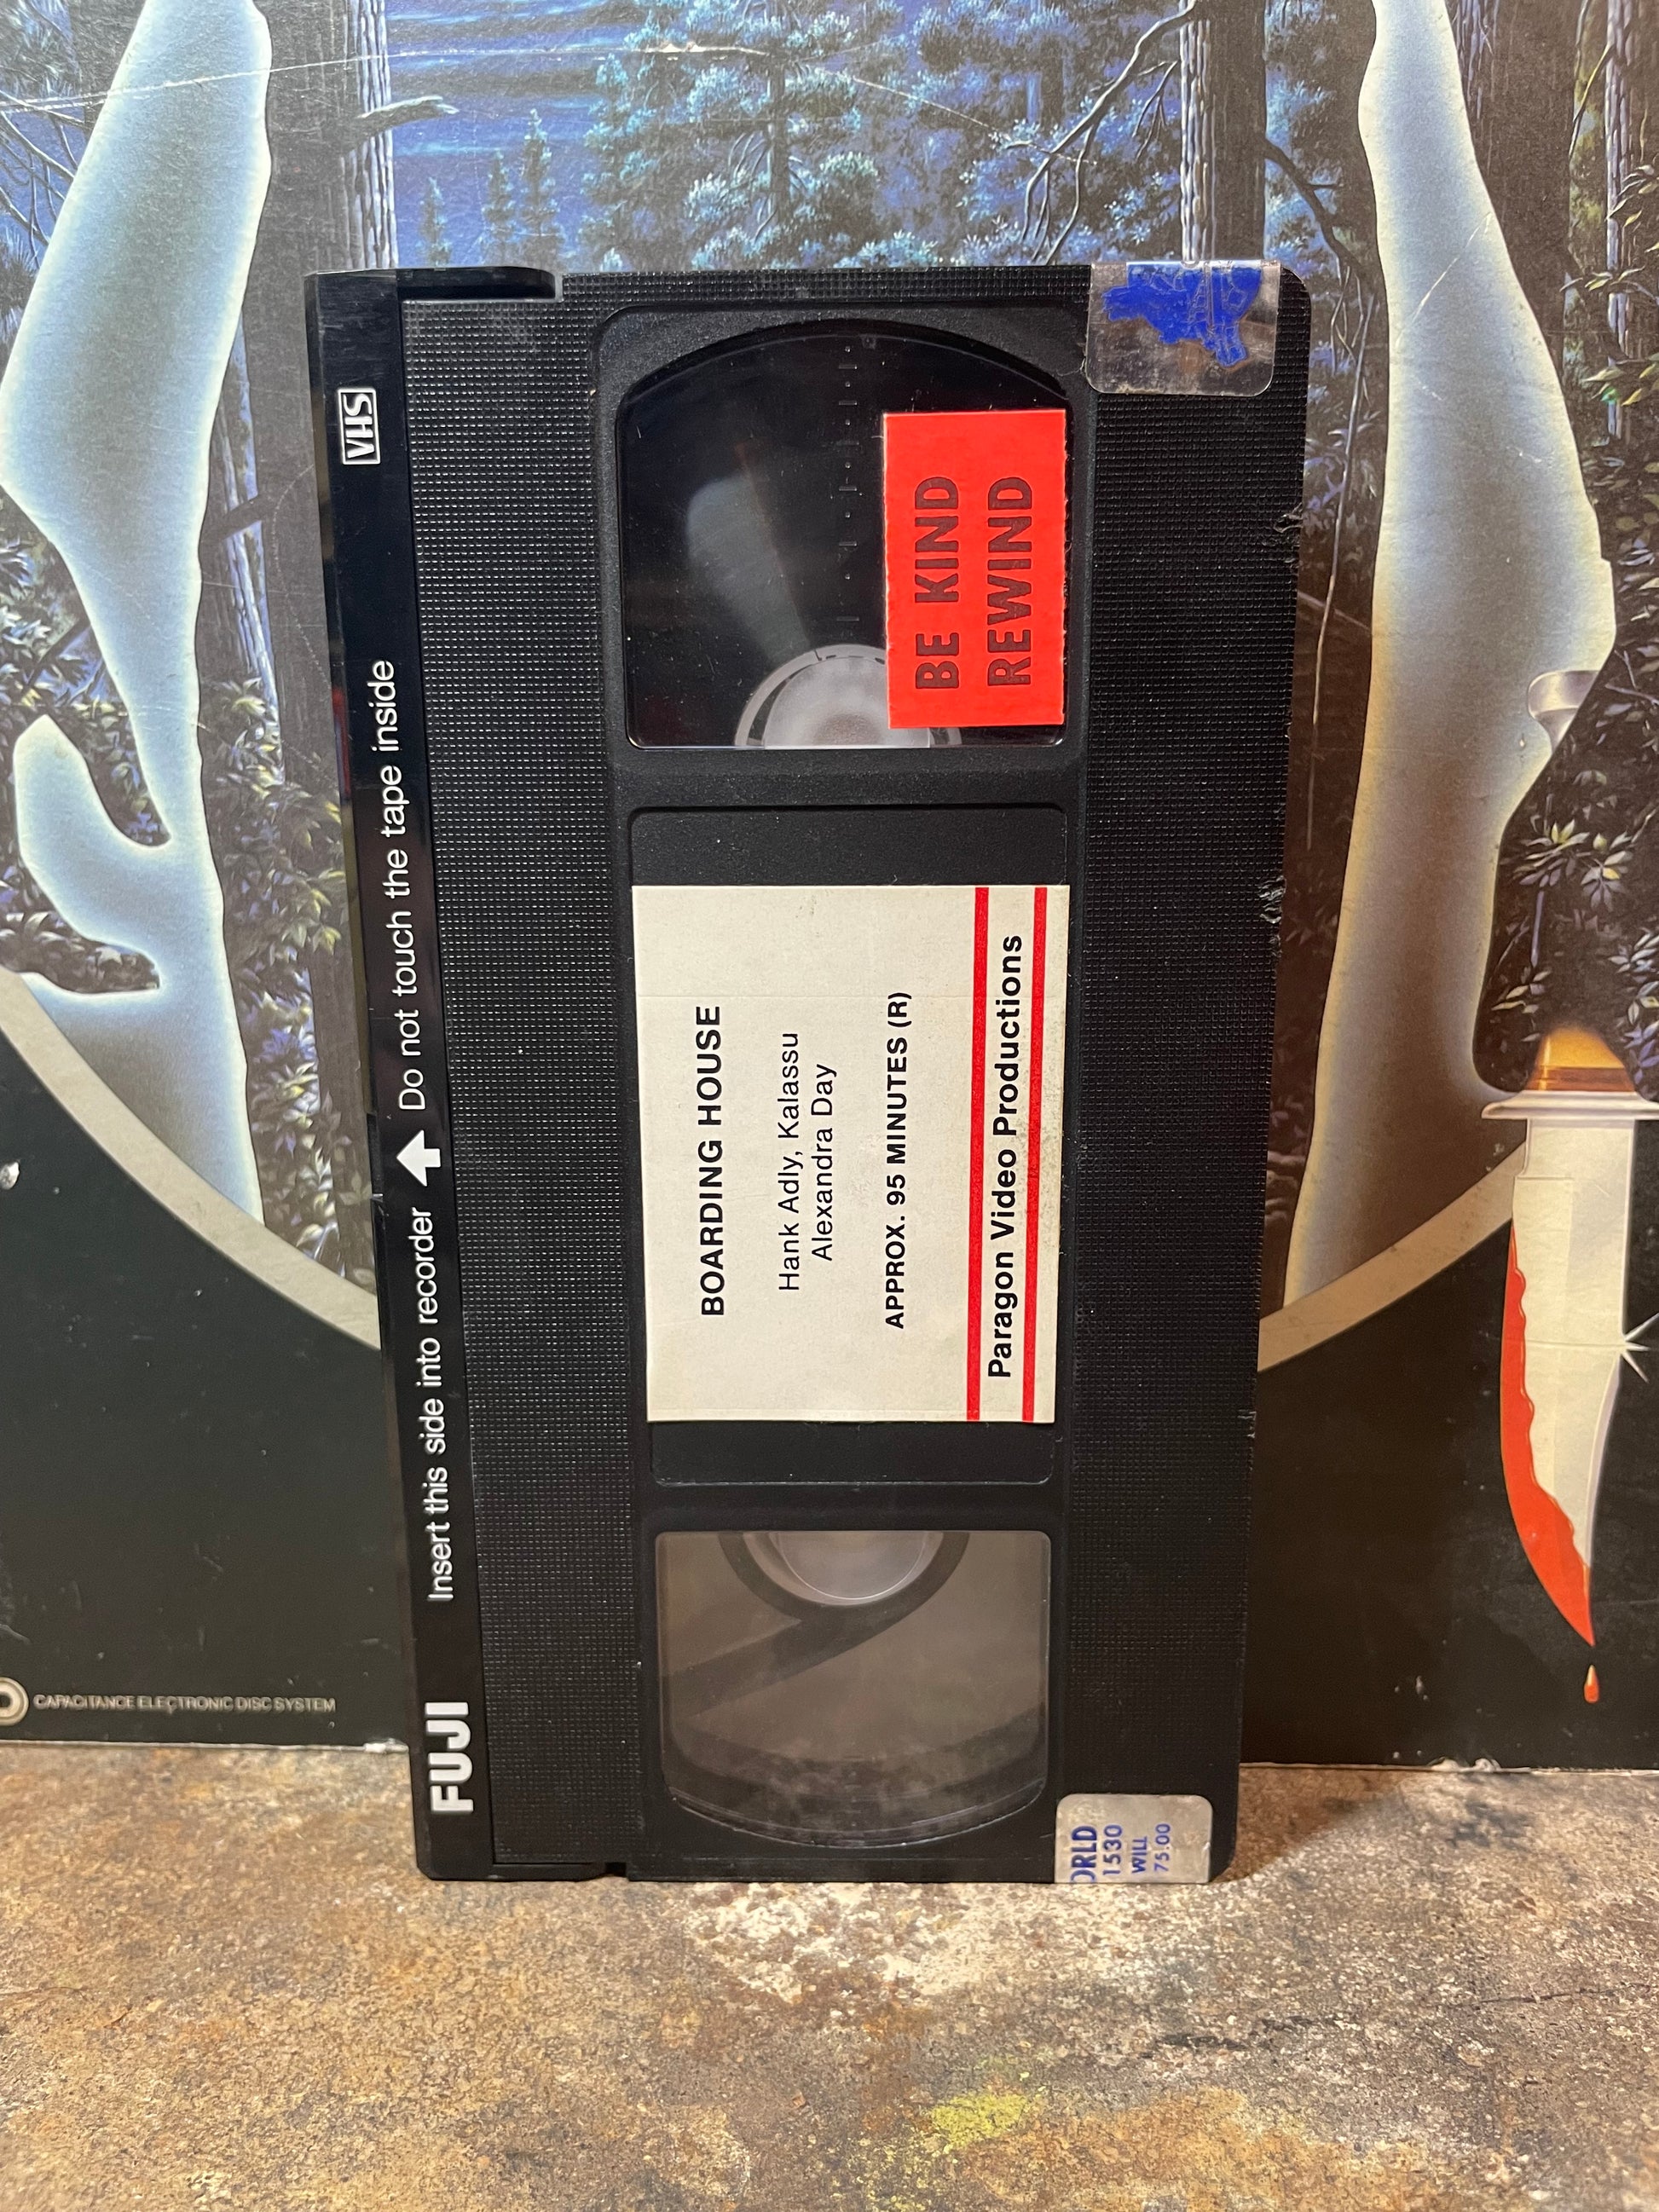 FUJI
Insert this side into recorder
Do not touch the tape inside
VHS
BOARDING HOUSE
Hank Adly, Kalassu
Alexandra Day
APPROX. 95 MINUTES (R)
Paragon Video Productions
BE KIND
REWIND
ORLD
1530
WILL
75.00
CAPACITANCE ELECTRONIC DISC SYSTEM